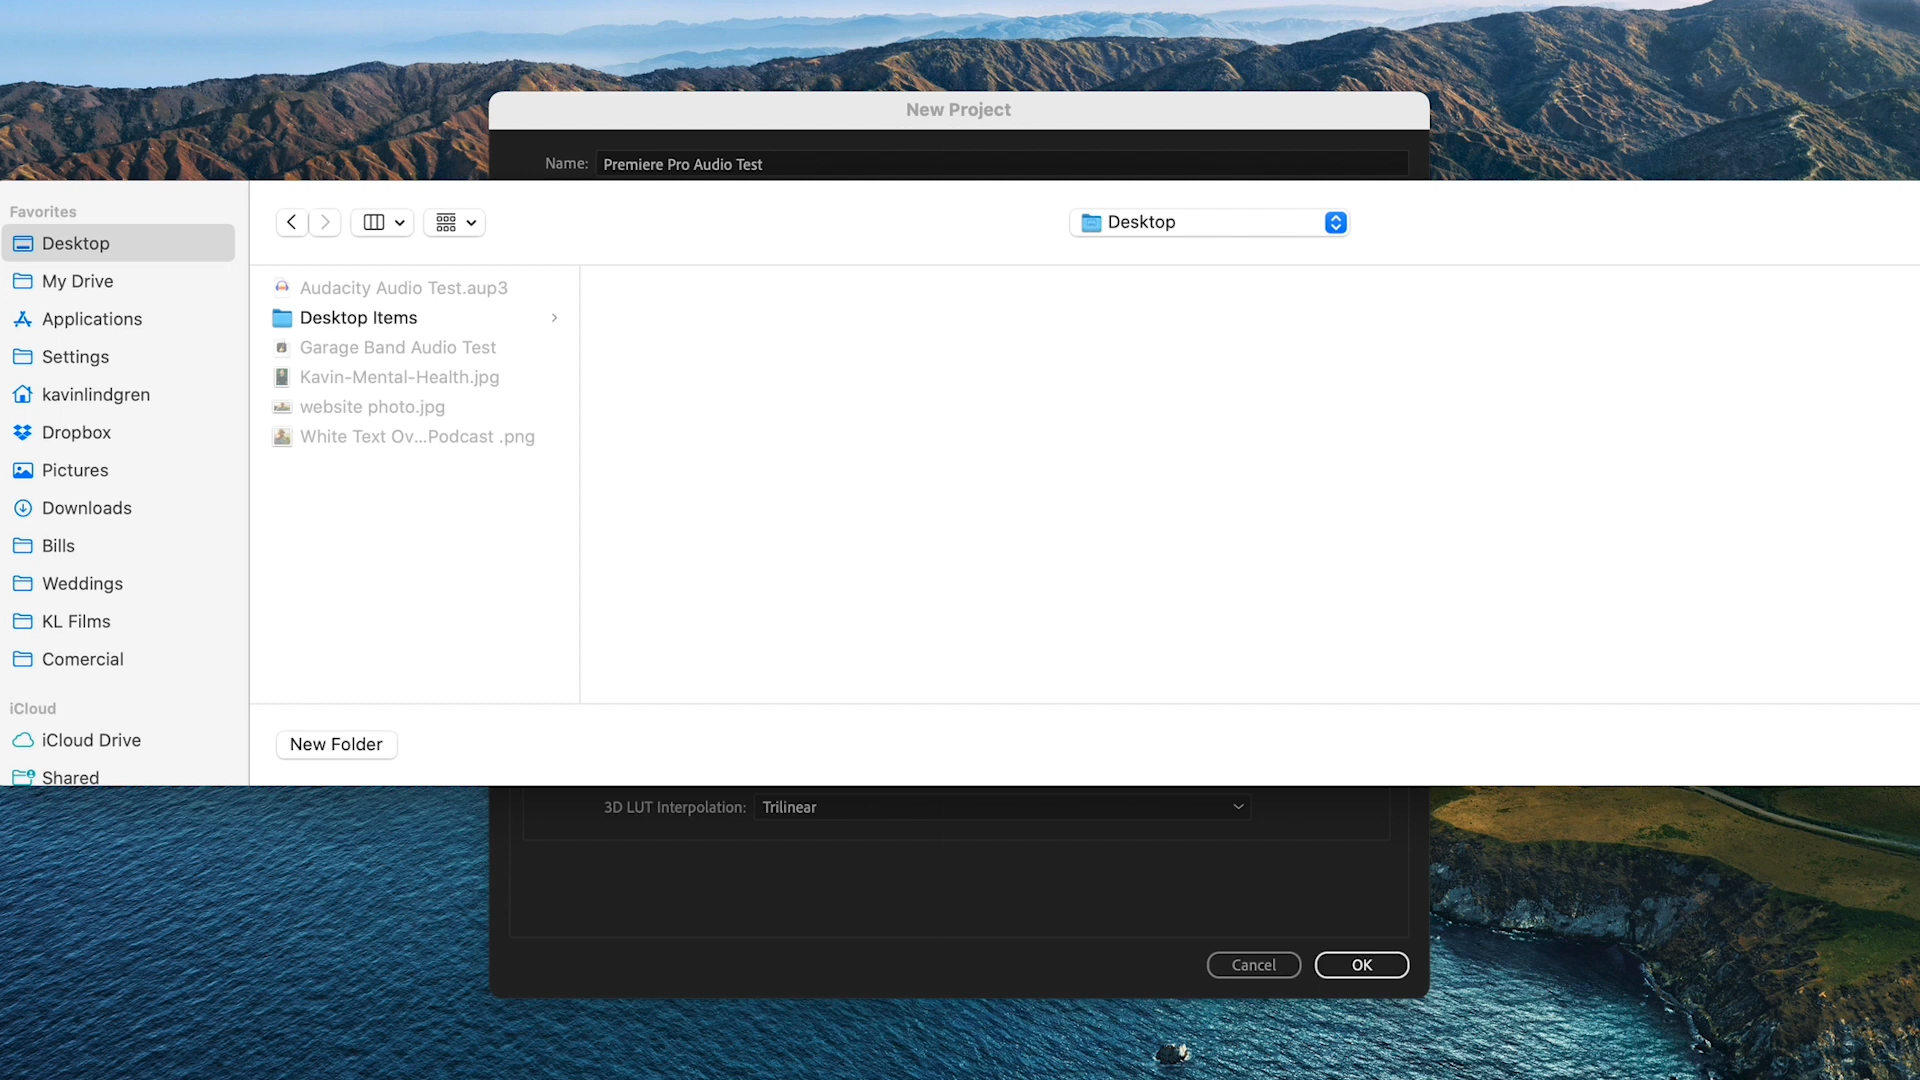 New Project
Name: Premiere Pro Audio Test
Favorites
Desktop
My Drive
Applications
Settings
kavinlindgren
Dropbox
Pictures
Downloads
Bills
Weddings
KL Films
Comercial
iCloud
iCloud Drive
Shared
Desktop
Audacity Audio Test.aup3
Desktop Items
Garage Band Audio Test
Kavin-Mental-Health.jpg
website photo.jpg
White Text Ov...Podcast .png
New Folder
3D LUT Interpolation: Trilinear
Cancel OK